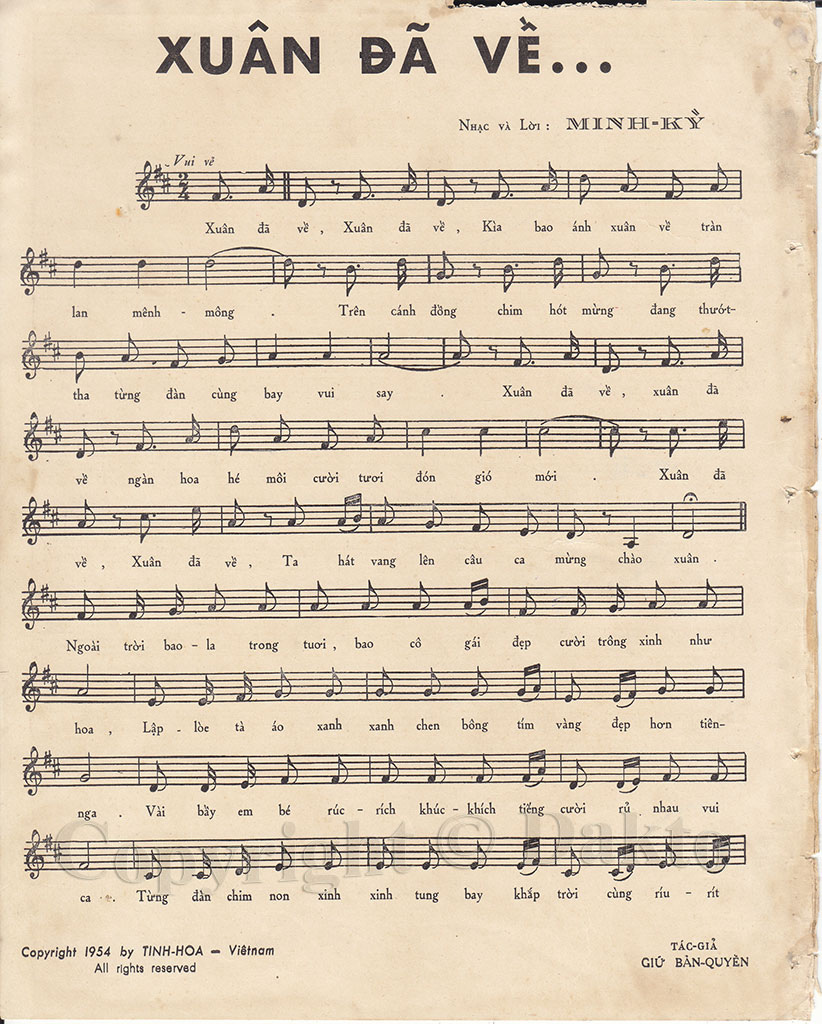 XUÂN ĐÃ VỀ...
NHẠC VÀ LỜI : MINH-KỲ
Vui vẻ
Xuân đã về , Xuân đã về , Kìa bao ánh xuân về tràn
lan mênh - mông . Trên cánh đồng chim hót mừng đang thướt-
tha từng đàn cùng bay vui say . Xuân đã về , xuân đã
về ngàn hoa hé môi cười tươi đón gió mới . Xuân đã
về , Xuân đã về , Ta hát vang lên câu ca mừng chào xuân .
Ngoài trời bao - la trong tươi , bao cô gái đẹp cười trông xinh như
hoa , Lập - lòe tà áo xanh xanh chen bông tím vàng đẹp hơn tiên-
nga . Vài bầy em bé rúc - rích khúc - khích tiếng cười rủ nhau vui
ca . Từng đàn chim non xinh xinh tung bay khắp trời cùng ríu - rít
Copyright © Dakto
Copyright 1954 by TINH-HOA — Việtnam
All rights reserved
TÁC-GIẢ
GIỮ BẢN-QUYỀN